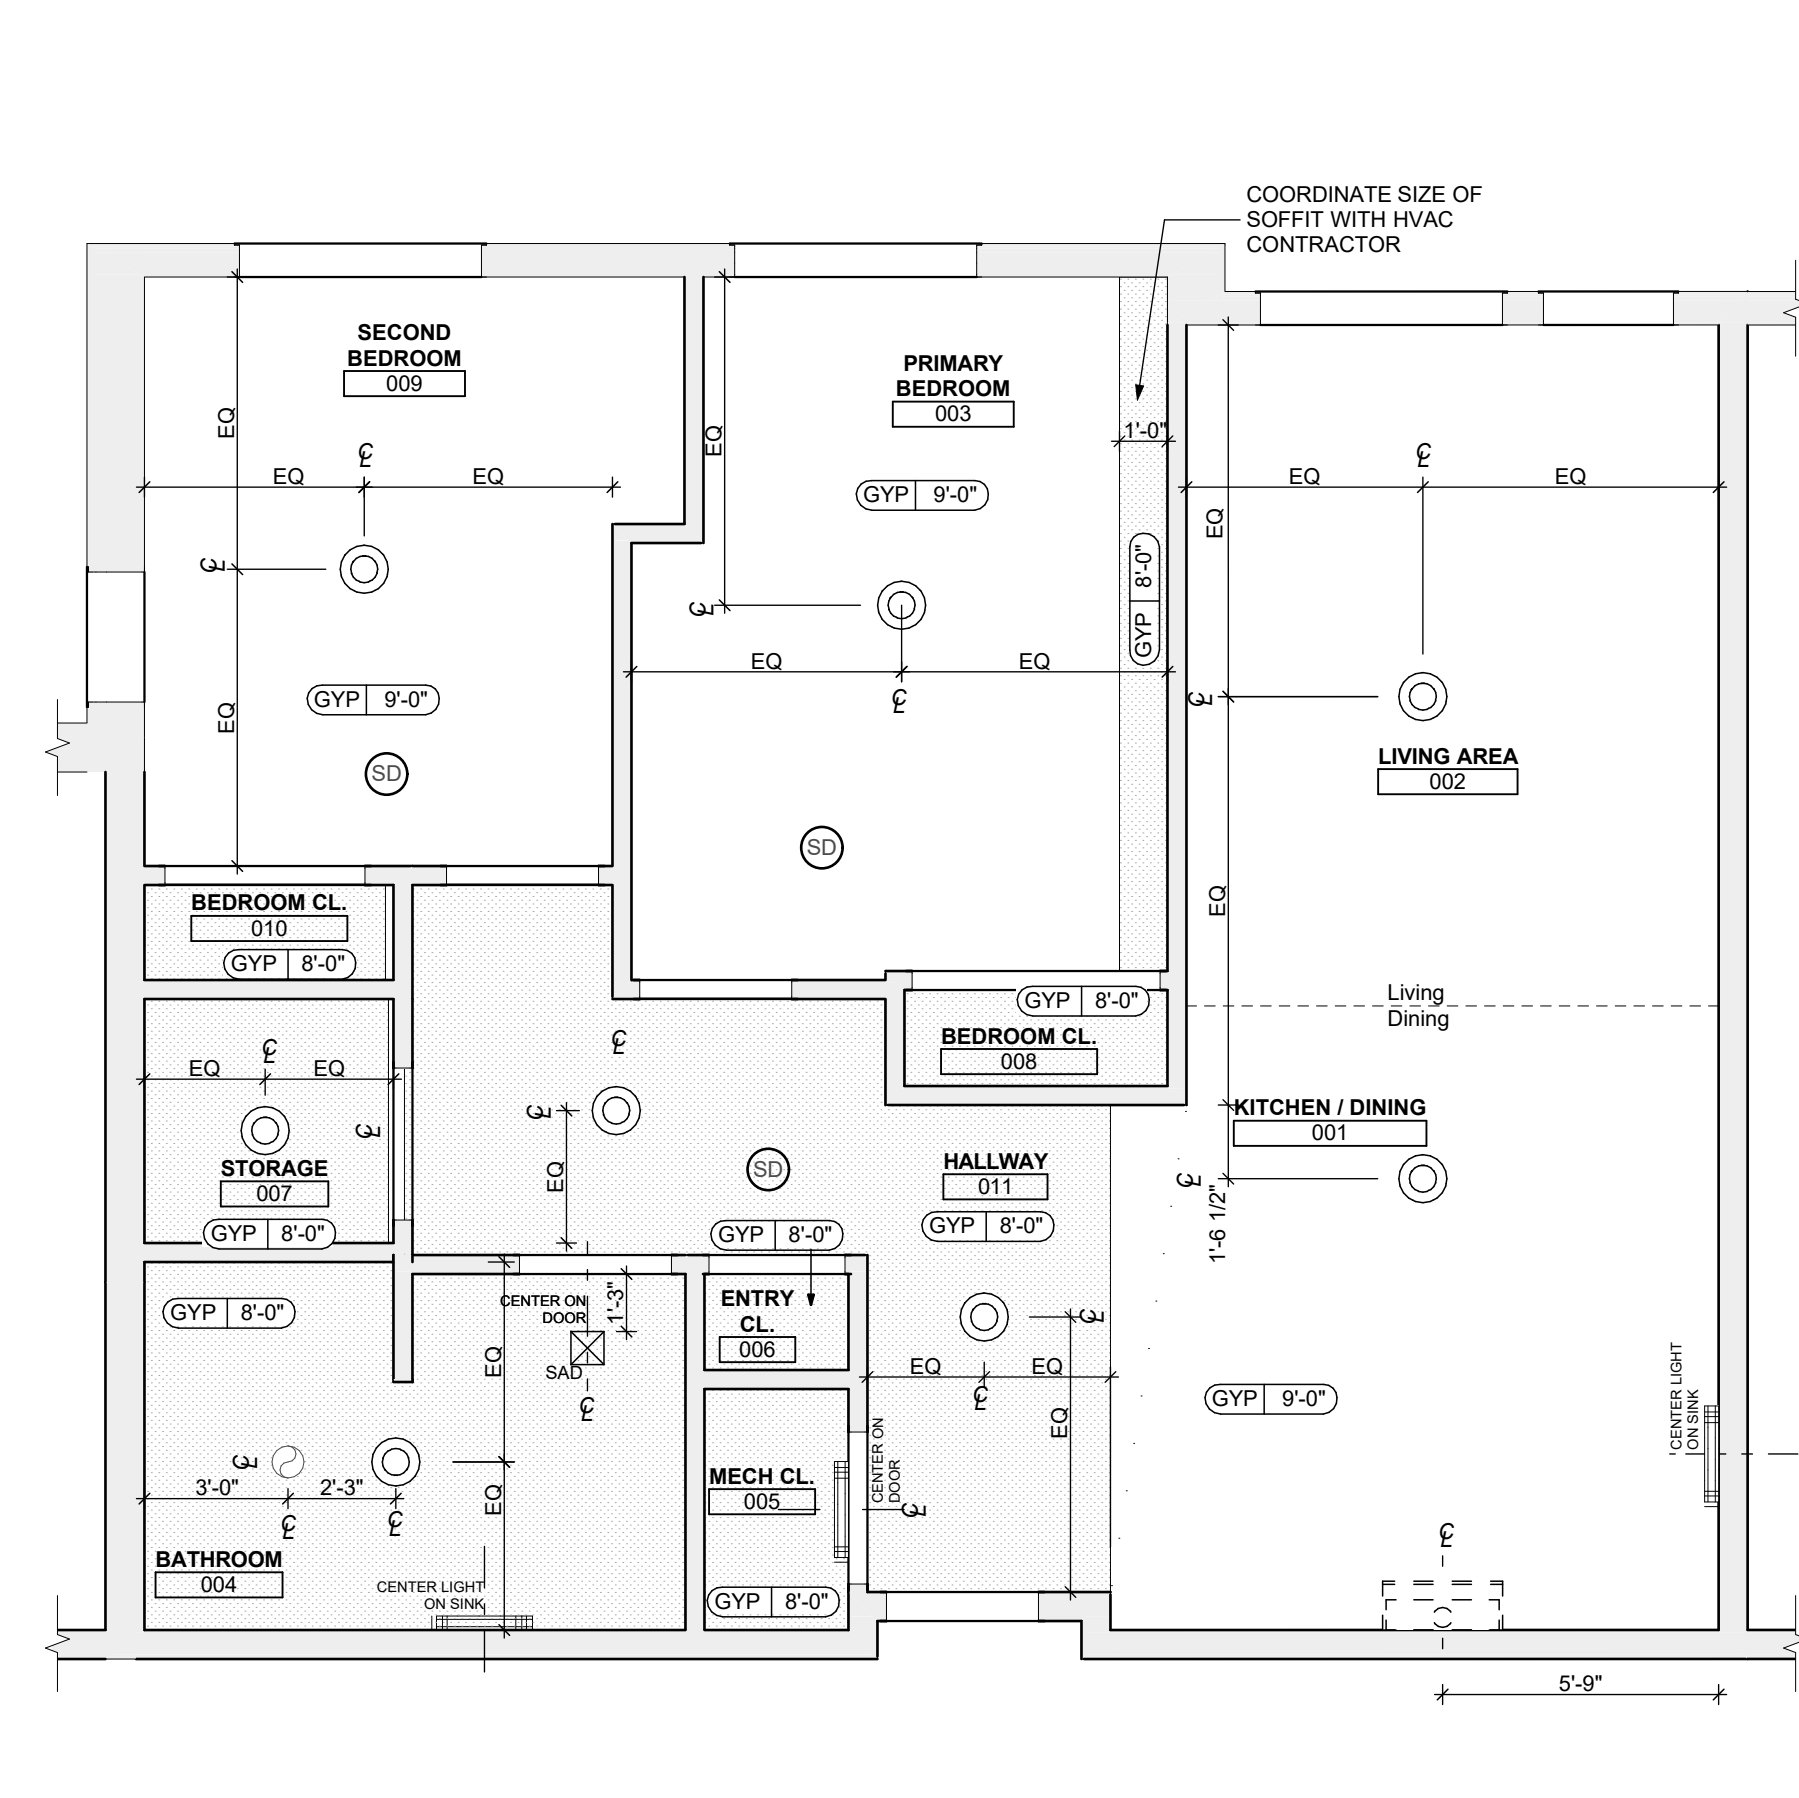 COORDINATE SIZE OF
SOFFIT WITH HVAC
CONTRACTOR
SECOND
BEDROOM
009
PRIMARY
BEDROOM
003
EQ
EQ
1'-0"
EQ
EQ
℄
EQ
EQ
℄
GYP 9'-0"
EQ
℄
GYP 8'-0"
℄
EQ
EQ
℄
GYP 9'-0"
EQ
℄
℄
LIVING AREA
002
SD
SD
EQ
BEDROOM CL.
010
GYP 8'-0"
Living
Dining
GYP 8'-0"
BEDROOM CL.
008
℄
℄
EQ
EQ
℄
℄
STORAGE
007
GYP 8'-0"
EQ
SD
HALLWAY
011
GYP 8'-0"
GYP 8'-0"
KITCHEN / DINING
001
℄
1'-6 1/2"
GYP 8'-0"
CENTER ON
DOOR
1'-3"
SAD
℄
EQ
ENTRY
CL.
006
℄
EQ
EQ
℄
EQ
GYP 9'-0"
CENTER LIGHT
ON SINK
℄
3'-0"
2'-3"
℄
℄
EQ
MECH CL.
005
CENTER ON
DOOR
℄
℄
BATHROOM
004
CENTER LIGHT
ON SINK
GYP 8'-0"
5'-9"